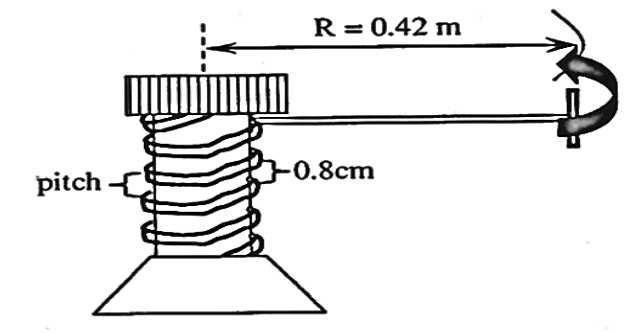 R = 0.42 m
pitch
0.8cm